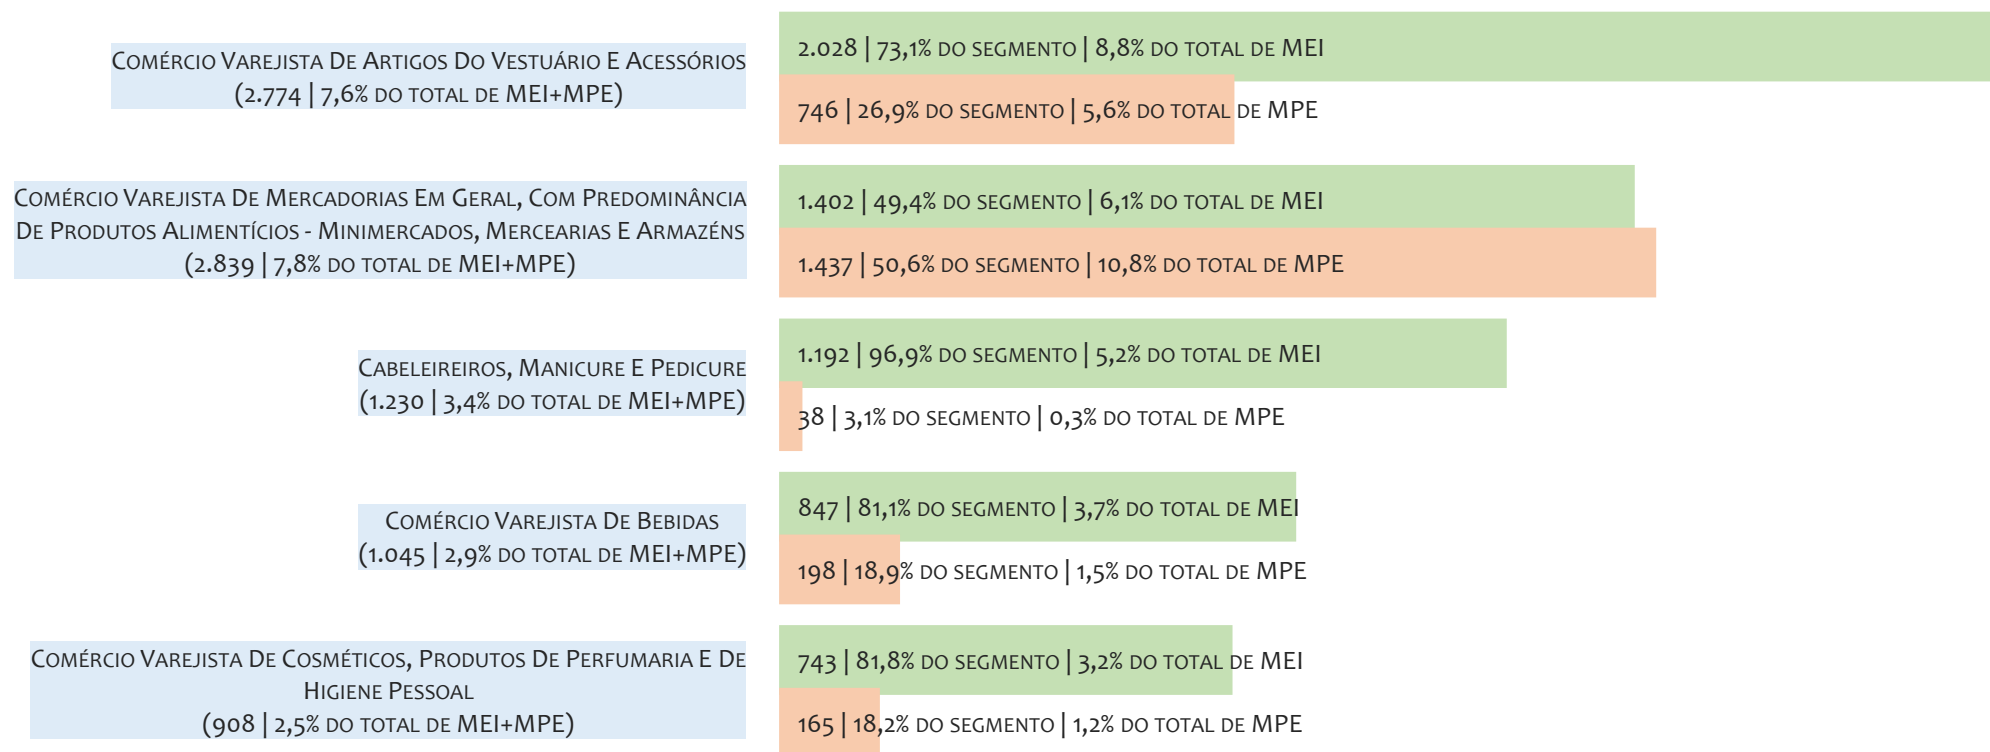 Comércio Varejista De Artigos Do Vestuário E Acessórios
(2.774 | 7,6% do total de MEI+MPE)
2.028 | 73,1% do segmento | 8,8% do total de MEI
746 | 26,9% do segmento | 5,6% do total de MPE
Comércio Varejista De Mercadorias Em Geral, Com Predominância
De Produtos Alimentícios - Minimercados, Mercearias E Armazéns
(2.839 | 7,8% do total de MEI+MPE)
1.402 | 49,4% do segmento | 6,1% do total de MEI
1.437 | 50,6% do segmento | 10,8% do total de MPE
Cabeleireiros, Manicure E Pedicure
(1.230 | 3,4% do total de MEI+MPE)
1.192 | 96,9% do segmento | 5,2% do total de MEI
38 | 3,1% do segmento | 0,3% do total de MPE
Comércio Varejista De Bebidas
(1.045 | 2,9% do total de MEI+MPE)
847 | 81,1% do segmento | 3,7% do total de MEI
198 | 18,9% do segmento | 1,5% do total de MPE
Comércio Varejista De Cosméticos, Produtos De Perfumaria E De
Higiene Pessoal
(908 | 2,5% do total de MEI+MPE)
743 | 81,8% do segmento | 3,2% do total de MEI
165 | 18,2% do segmento | 1,2% do total de MPE